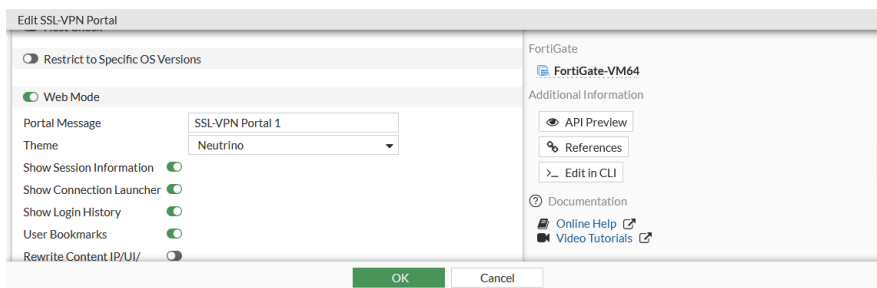 Edit SSL-VPN Portal
Host Check
Restrict to Specific OS Versions
Web Mode
Portal Message SSL-VPN Portal 1
Theme Neutrino
Show Session Information
Show Connection Launcher
Show Login History
User Bookmarks
Rewrite Content IP/UI/
FortiGate
FortiGate-VM64
Additional Information
API Preview
References
>_ Edit in CLI
Documentation
Online Help
Video Tutorials
OK Cancel